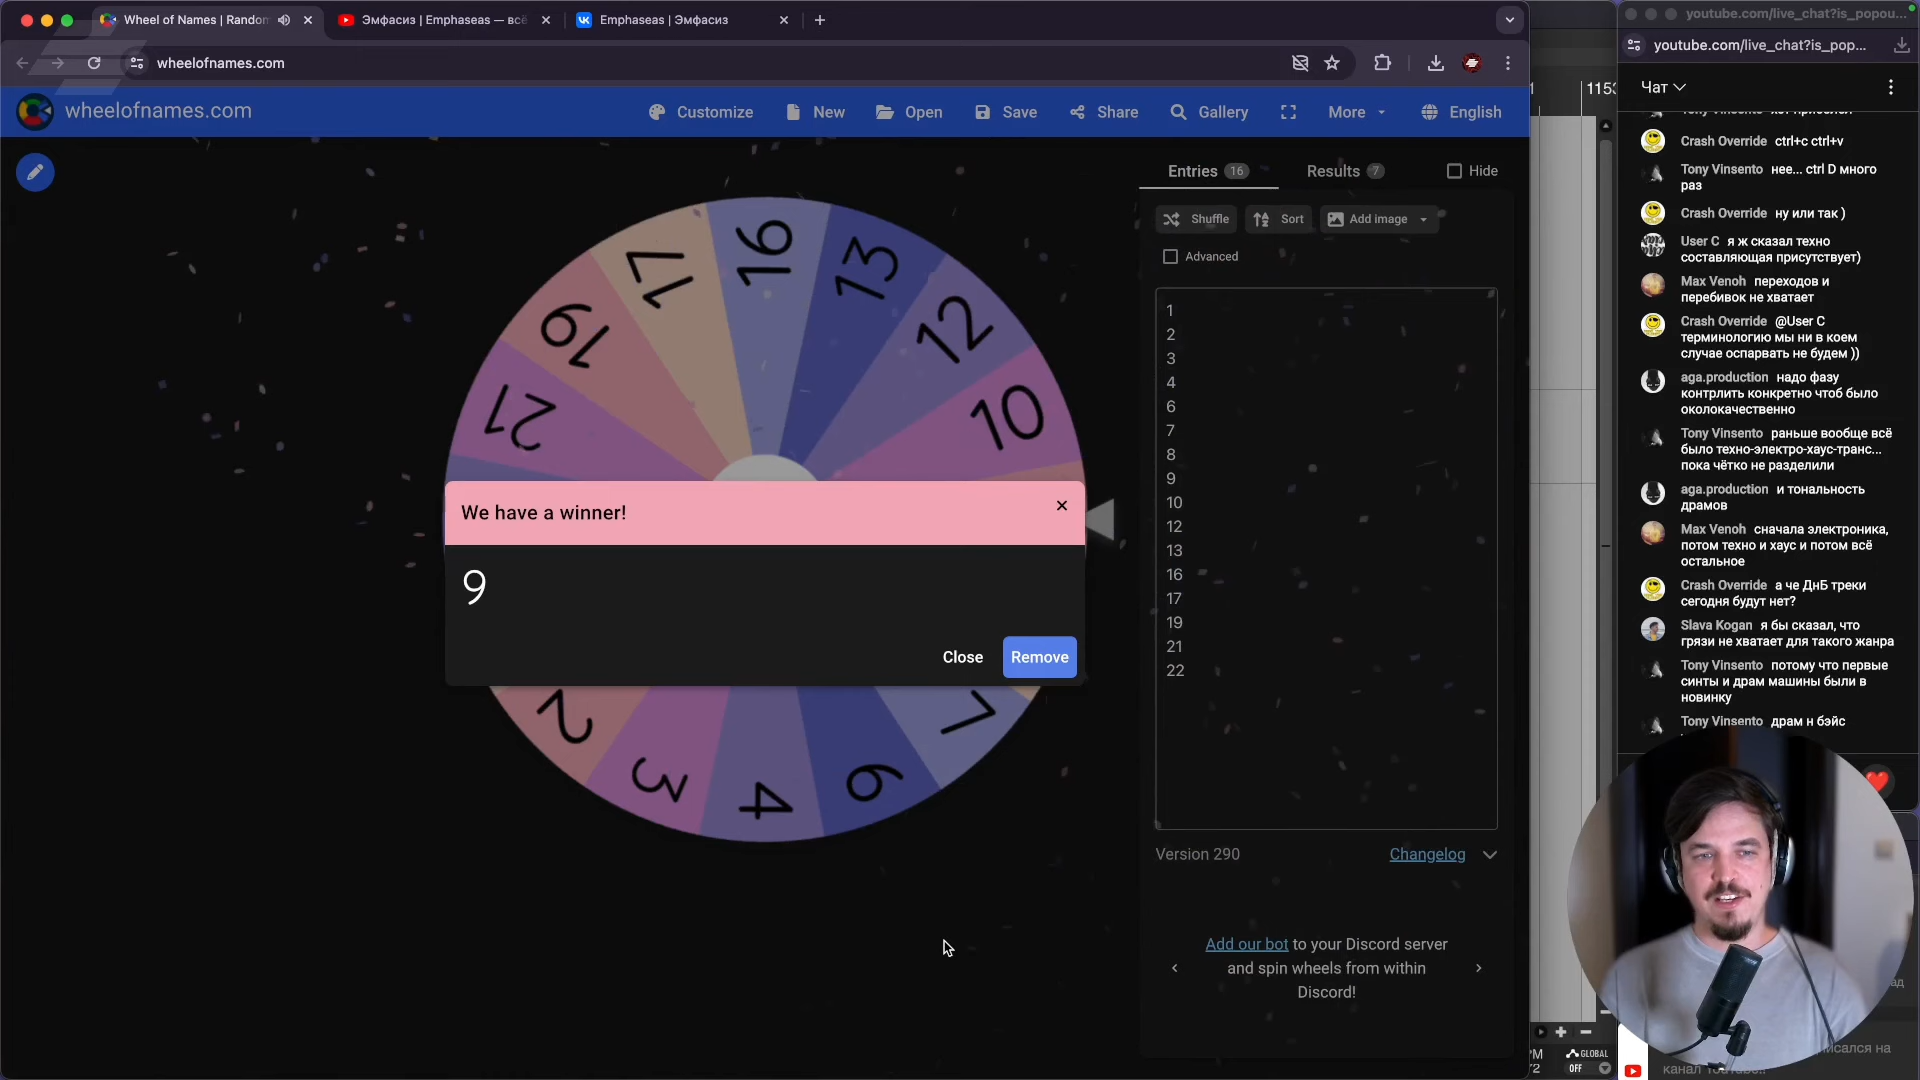 Wheel of Names | Random
Эмфасиз | Emphaseas — всё
Emphaseas | Эмфасиз
wheelofnames.com
wheelofnames.com
Customize
New
Open
Save
Share
Gallery
More
English
Entries 16
Results 7
Hide
Shuffle
Sort
Add image
Advanced
1
2
3
4
6
7
8
9
10
12
13
16
17
19
21
22
21
19
17
16
13
12
10
We have a winner!
9
Close
Remove
2
3
4
6
7
Version 290
Changelog
Add our bot to your Discord server
and spin wheels from within
Discord!
1153
GLOBAL
OFF
youtube.com/live_chat?is_popou...
youtube.com/live_chat?is_pop...
Чат
Crash Override ctrl+c ctrl+v
Tony Vinsento нее... ctrl D много
раз
Crash Override ну или так )
User C я ж сказал техно
составляющая присутствует)
Max Venoh переходов и
перебивок не хватает
Crash Override @User C
терминологию мы ни в коем
случае оспарвать не будем ))
aga.production надо фазу
контрлить конкретно чтоб было
околокачественно
Tony Vinsento раньше вообще всё
было техно-электро-хаус-транс...
пока чётко не разделили
aga.production и тональность
драмов
Max Venoh сначала электроника,
потом техно и хаус и потом всё
остальное
Crash Override а че ДнБ треки
сегодня будут нет?
Slava Kogan я бы сказал, что
грязи не хватает для такого жанра
Tony Vinsento потому что первые
синты и драм машины были в
новинку
Tony Vinsento драм н бэйс